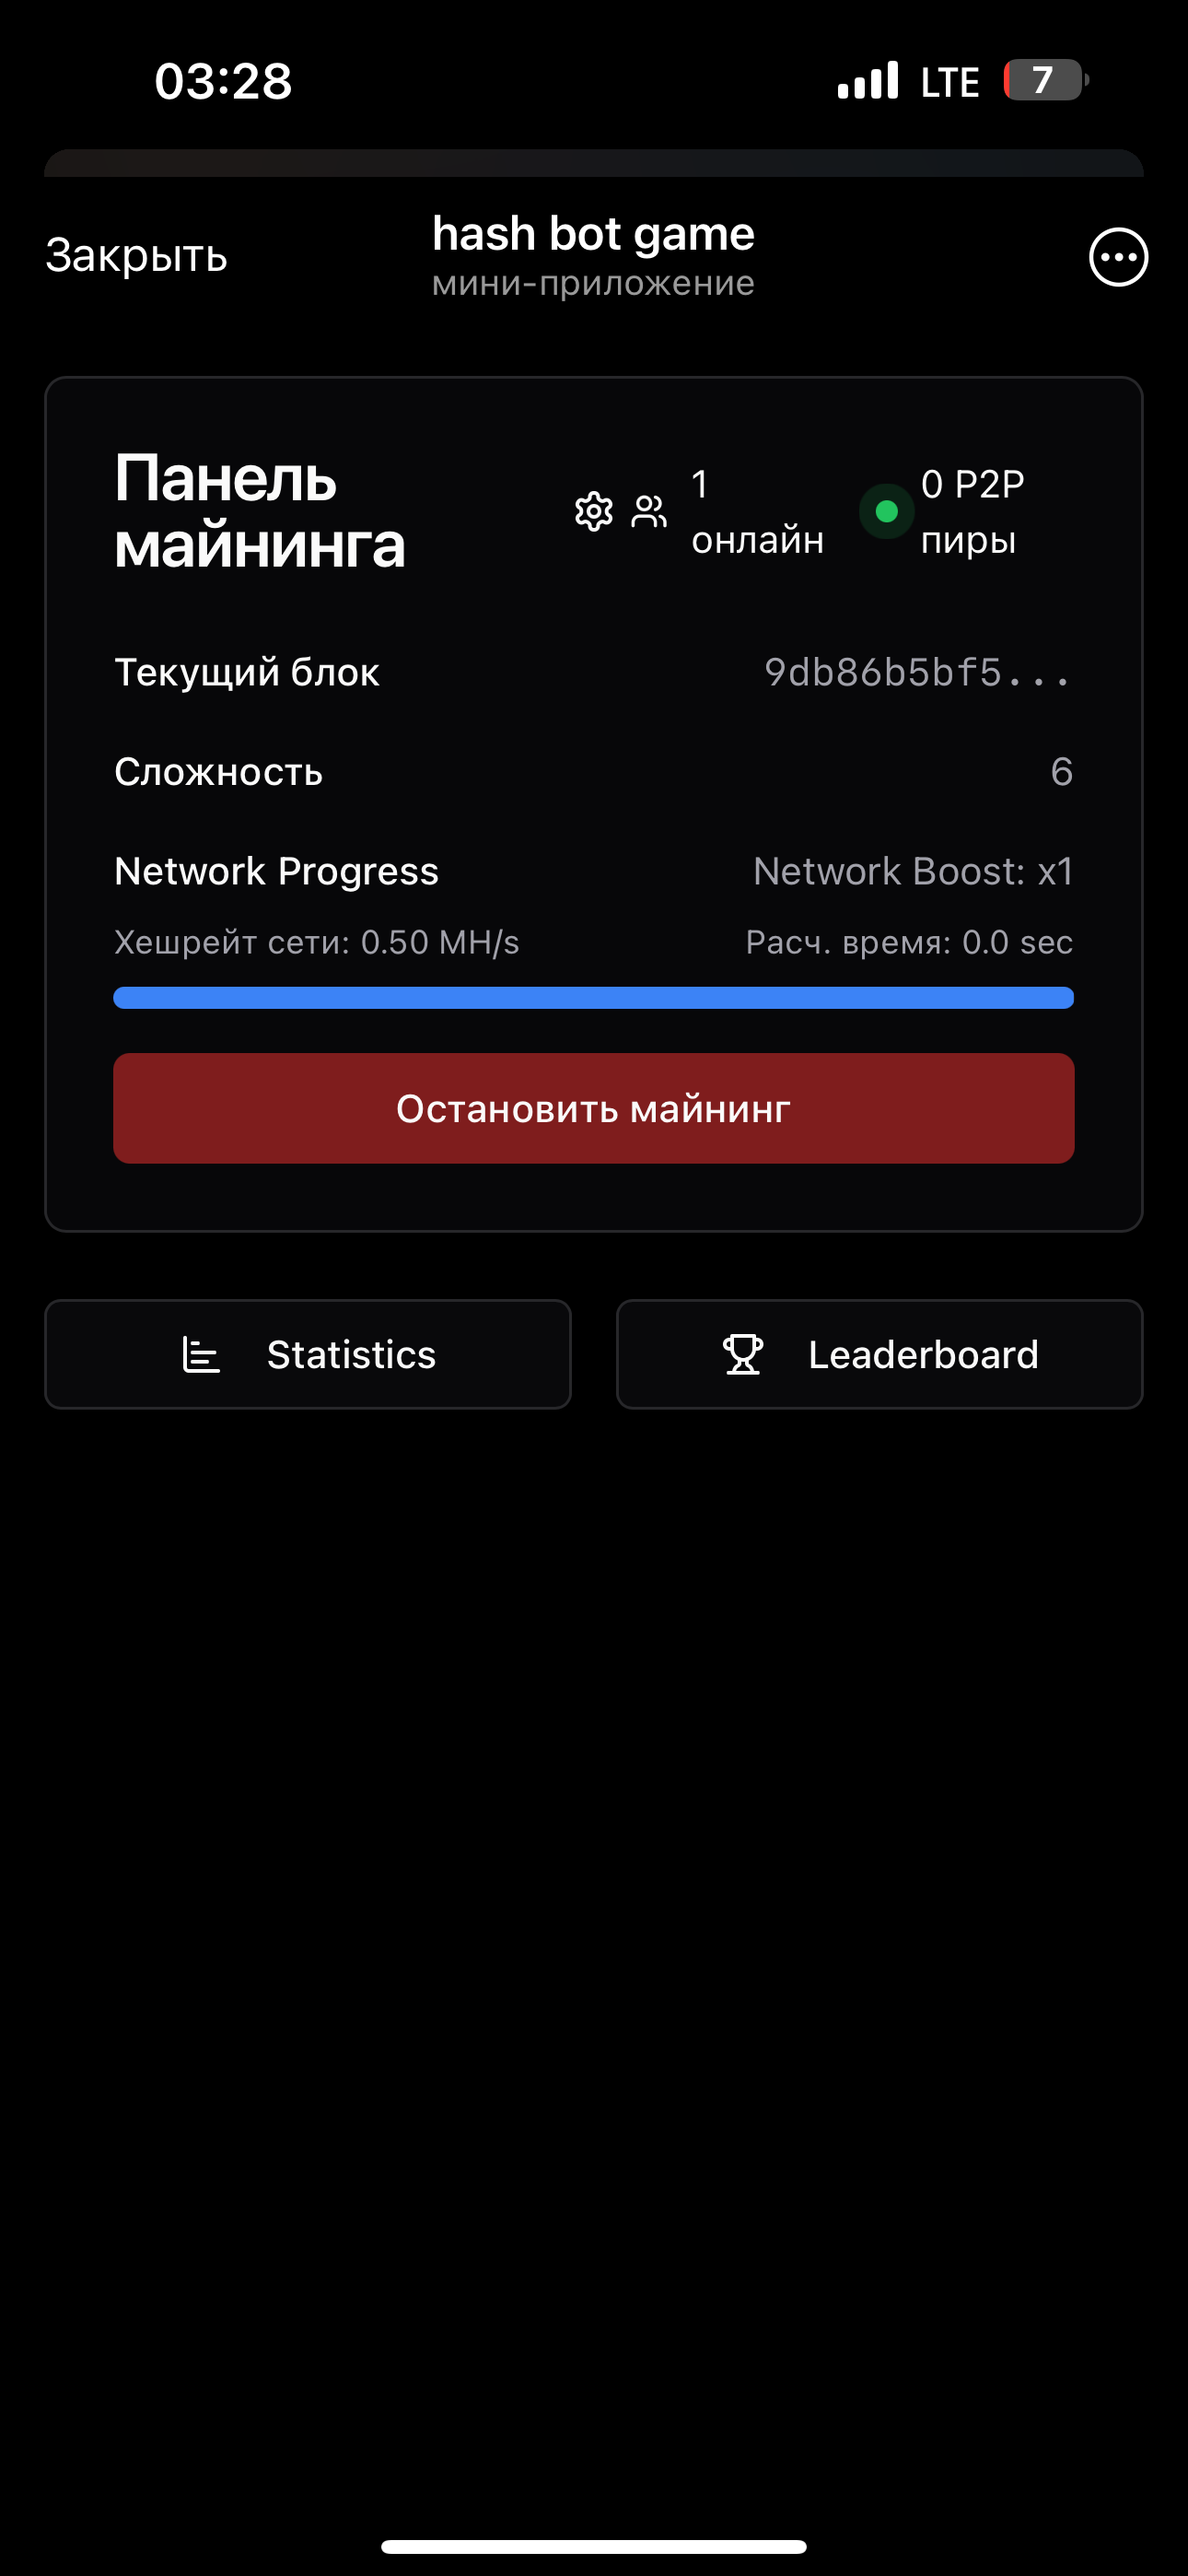 03:28
LTE
7
Закрыть
hash bot game
мини-приложение
Панель
майнинга
1
онлайн
0 P2P
пиры
Текущий блок
9db86b5bf5...
Сложность
6
Network Progress
Network Boost: x1
Хешрейт сети: 0.50 MH/s
Расч. время: 0.0 sec
Остановить майнинг
Statistics
Leaderboard